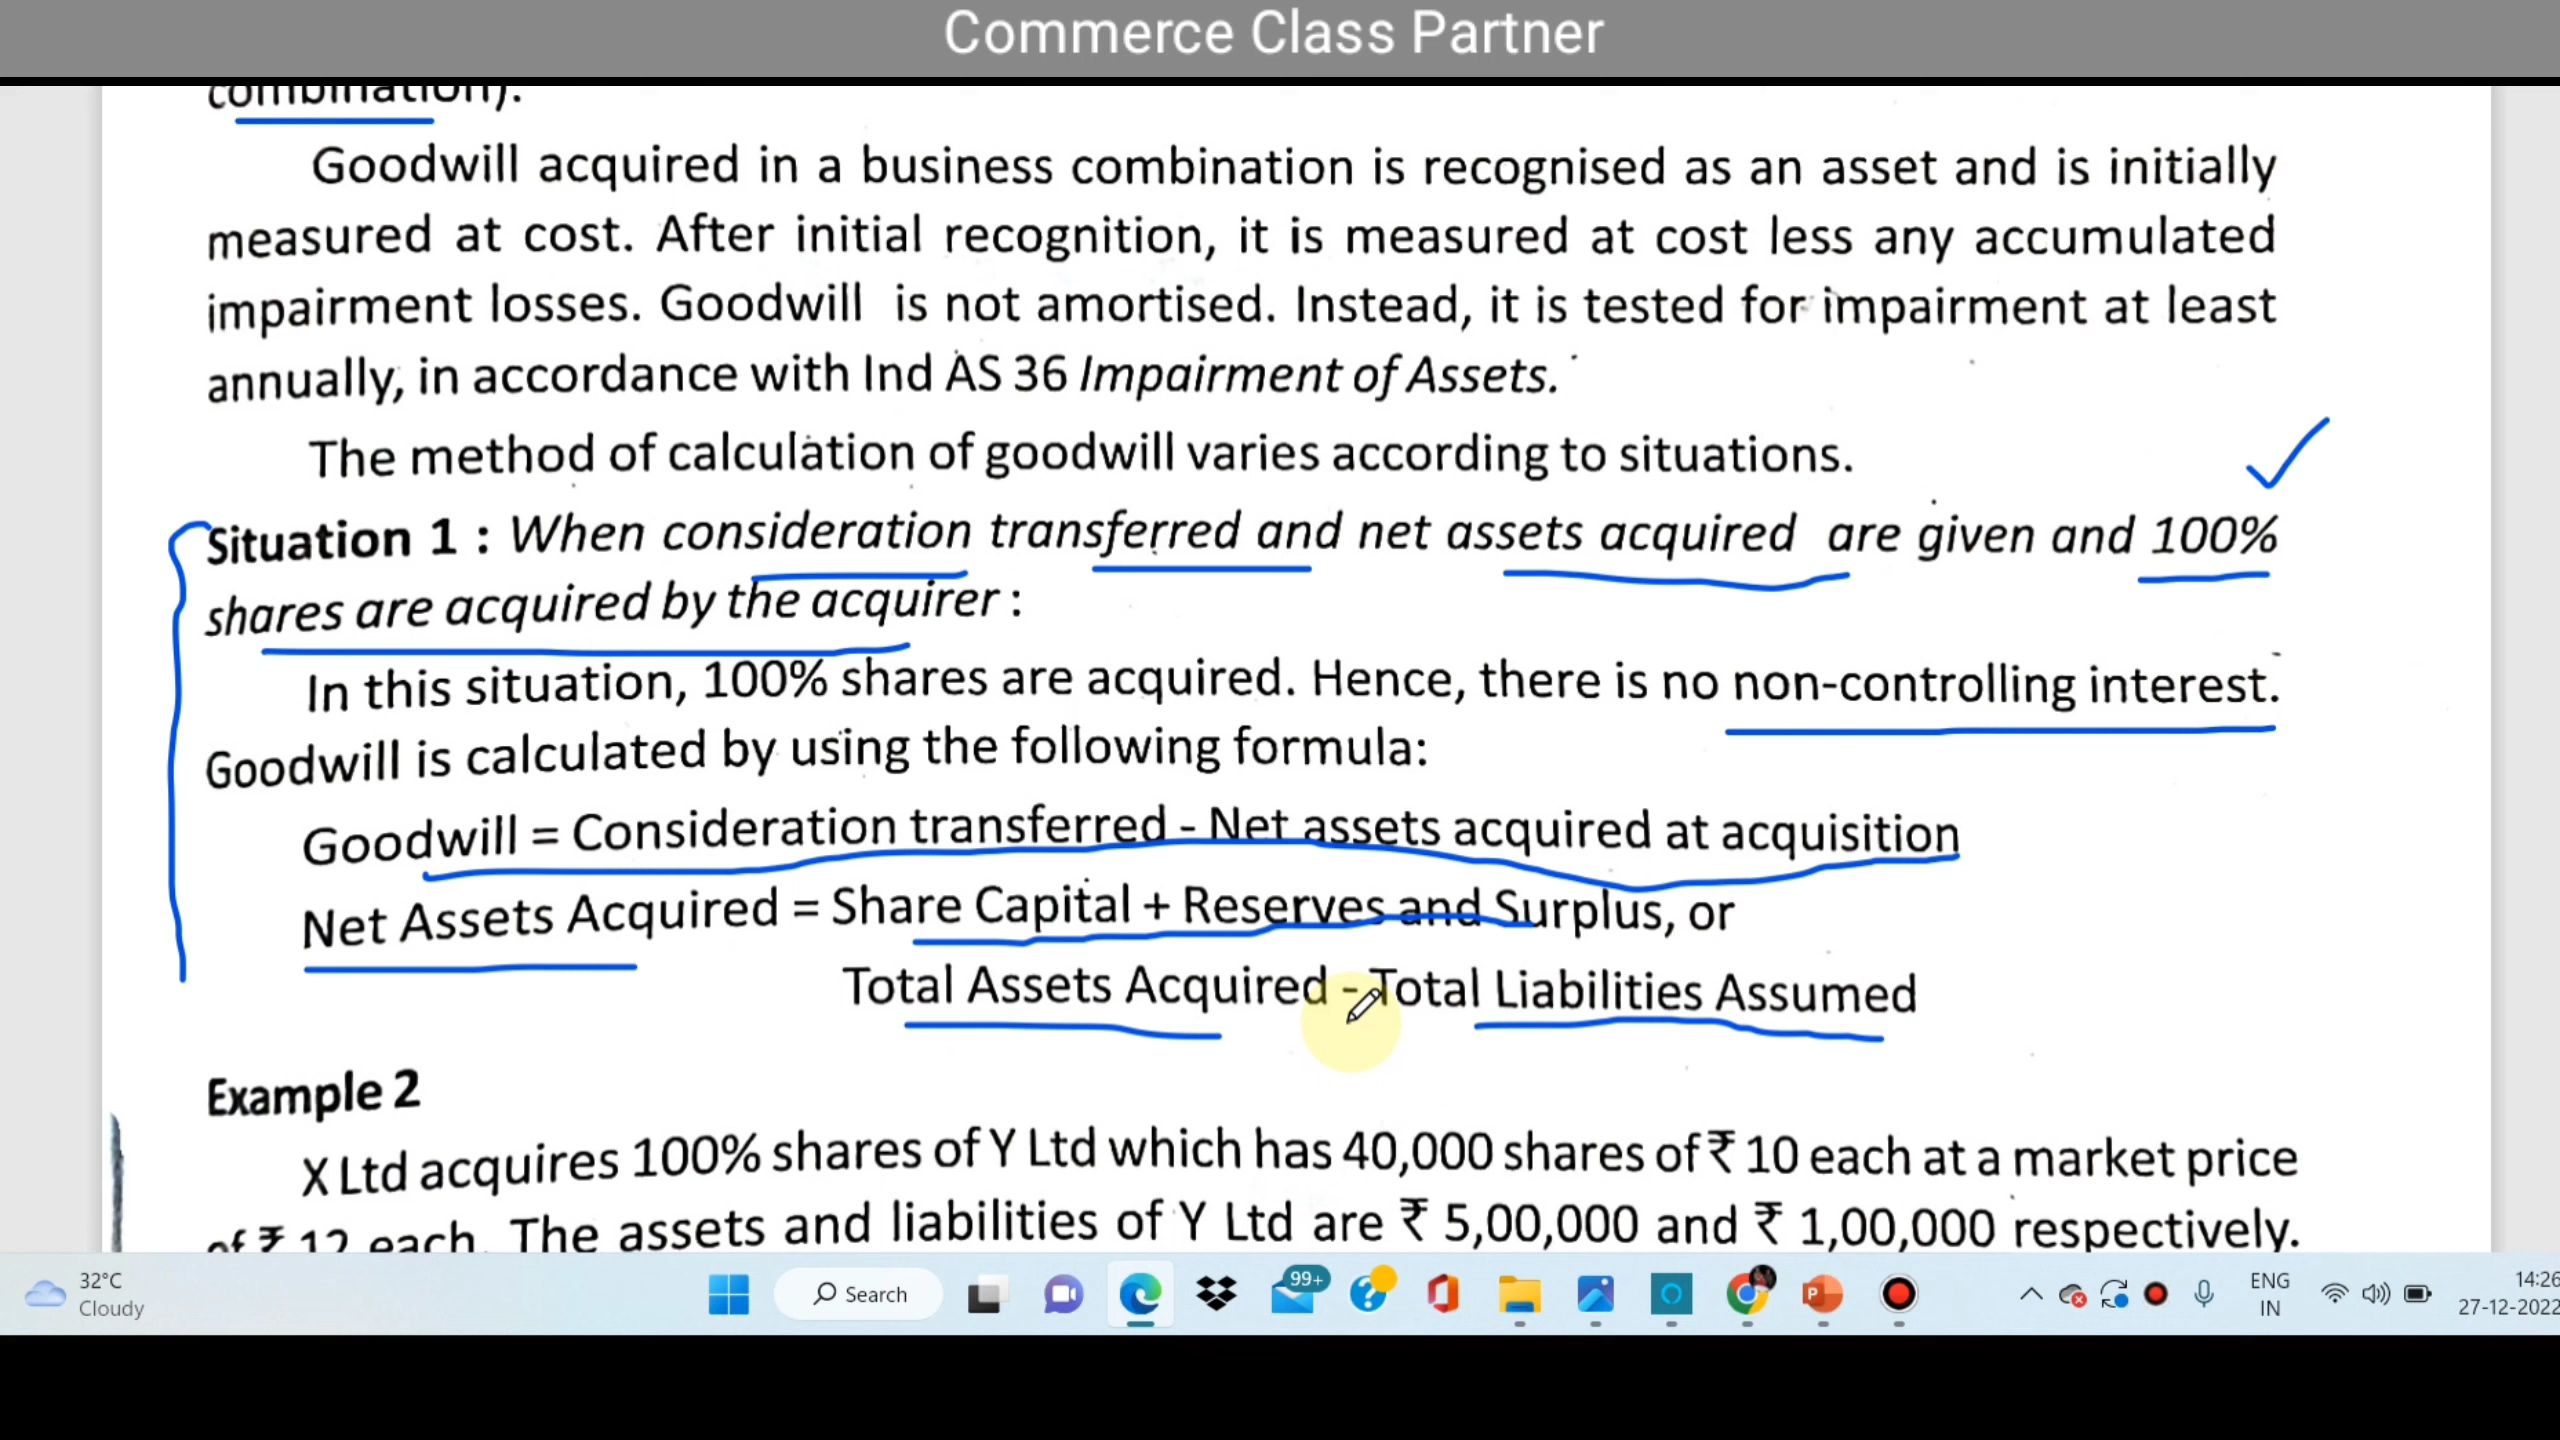 Commerce Class Partner
combination).
Goodwill acquired in a business combination is recognised as an asset and is initially
measured at cost. After initial recognition, it is measured at cost less any accumulated
impairment losses. Goodwill is not amortised. Instead, it is tested for impairment at least
annually, in accordance with Ind AS 36 Impairment of Assets.
The method of calculation of goodwill varies according to situations.
Situation 1 : When consideration transferred and net assets acquired are given and 100%
shares are acquired by the acquirer :
In this situation, 100% shares are acquired. Hence, there is no non-controlling interest.
Goodwill is calculated by using the following formula:
Goodwill = Consideration transferred - Net assets acquired at acquisition
Net Assets Acquired = Share Capital + Reserves and Surplus, or
Total Assets Acquired - Total Liabilities Assumed
Example 2
X Ltd acquires 100% shares of Y Ltd which has 40,000 shares of ₹ 10 each at a market price
of ₹ 12 each. The assets and liabilities of Y Ltd are ₹ 5,00,000 and ₹ 1,00,000 respectively.
32°C
Cloudy
Search
99+
ENG
IN
14:26
27-12-2022